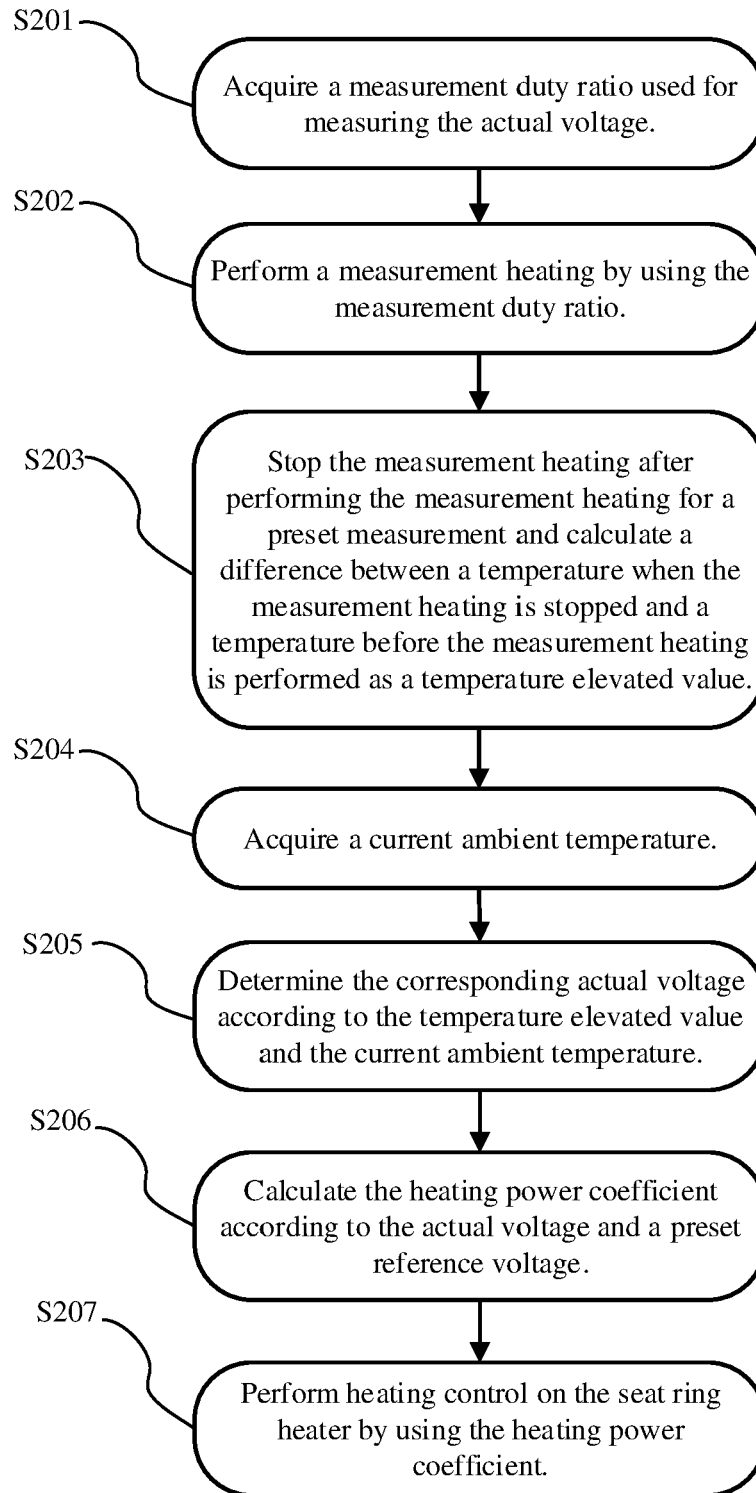 S201
Acquire a measurement duty ratio used for
measuring the actual voltage.
S202
Perform a measurement heating by using the
measurement duty ratio.
S203
Stop the measurement heating after
performing the measurement heating for a
preset measurement and calculate a
difference between a temperature when the
measurement heating is stopped and a
temperature before the measurement heating
is performed as a temperature elevated value.
S204
Acquire a current ambient temperature.
S205
Determine the corresponding actual voltage
according to the temperature elevated value
and the current ambient temperature.
S206
Calculate the heating power coefficient
according to the actual voltage and a preset
reference voltage.
S207
Perform heating control on the seat ring
heater by using the heating power
coefficient.